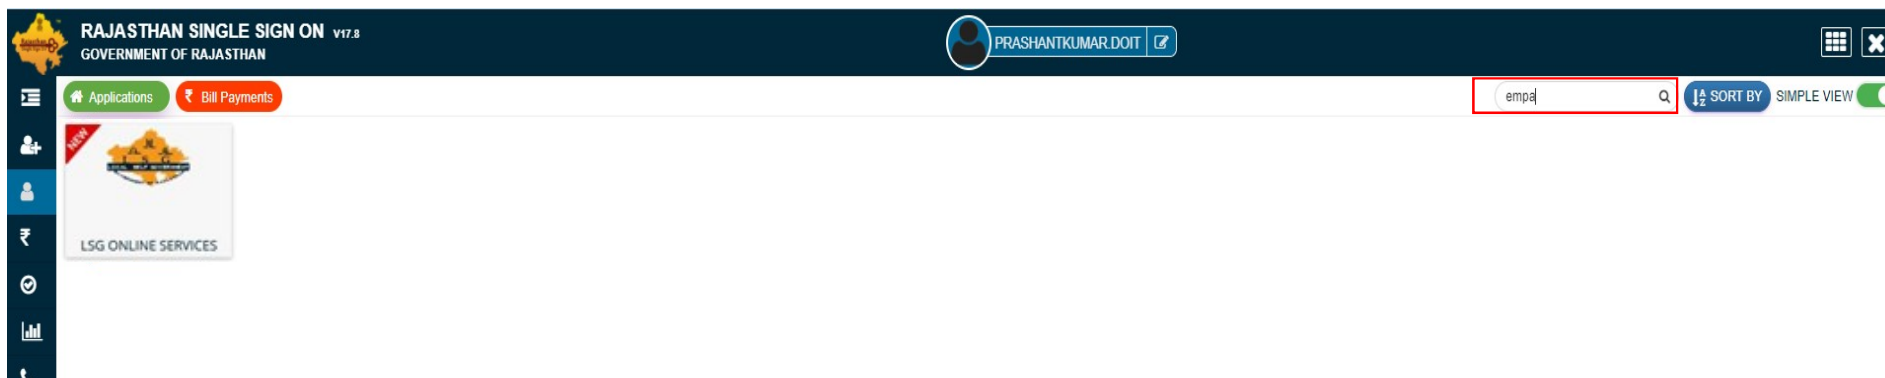 RAJASTHAN SINGLE SIGN ON V17.8
GOVERNMENT OF RAJASTHAN
PRASHANTKUMAR.DOIT
Applications
₹ Bill Payments
empa
SORT BY
SIMPLE VIEW
NEW
LSG ONLINE SERVICES